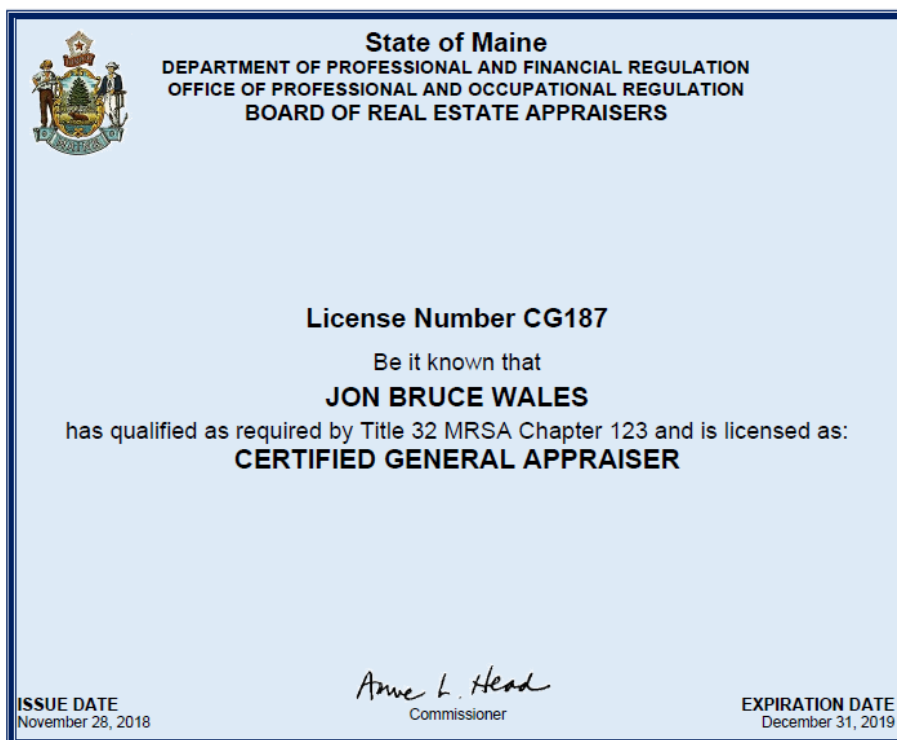 State of Maine
DEPARTMENT OF PROFESSIONAL AND FINANCIAL REGULATION
OFFICE OF PROFESSIONAL AND OCCUPATIONAL REGULATION
BOARD OF REAL ESTATE APPRAISERS
License Number CG187
Be it known that
JON BRUCE WALES
has qualified as required by Title 32 MRSA Chapter 123 and is licensed as:
CERTIFIED GENERAL APPRAISER
Anne L. Head
Commissioner
ISSUE DATE
November 28, 2018
EXPIRATION DATE
December 31, 2019